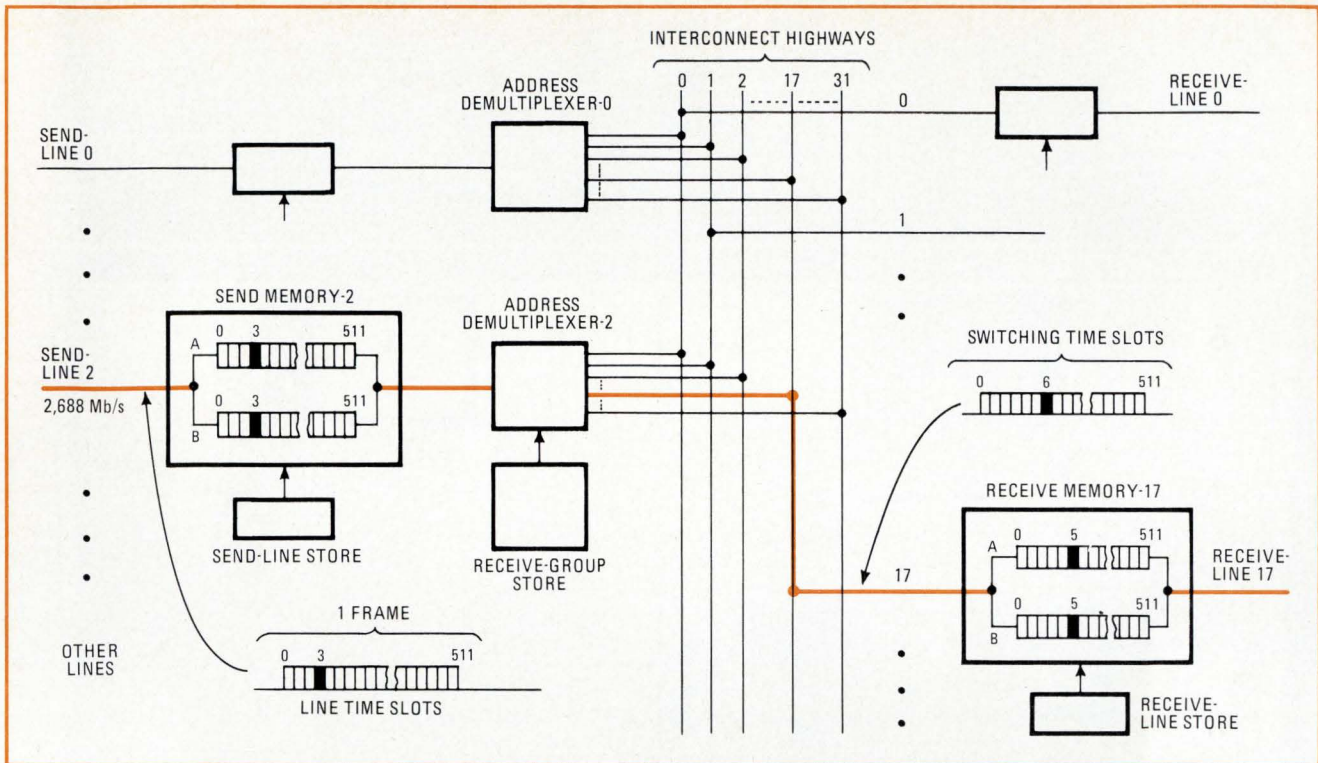 INTERCONNECT HIGHWAYS
0 1 2 17 31
ADDRESS
DEMULTIPLEXER-0
SEND-
LINE 0
0
RECEIVE-
LINE 0
1
SEND MEMORY-2
A
0 3 511
B
0 3 511
SEND-
LINE 2
2,688 Mb/s
SEND-LINE STORE
ADDRESS
DEMULTIPLEXER-2
RECEIVE-GROUP
STORE
SWITCHING TIME SLOTS
0 6 511
17
RECEIVE MEMORY-17
A
0 5 511
B
0 5 511
RECEIVE-
LINE 17
RECEIVE-
LINE STORE
OTHER
LINES
1 FRAME
0 3 511
LINE TIME SLOTS